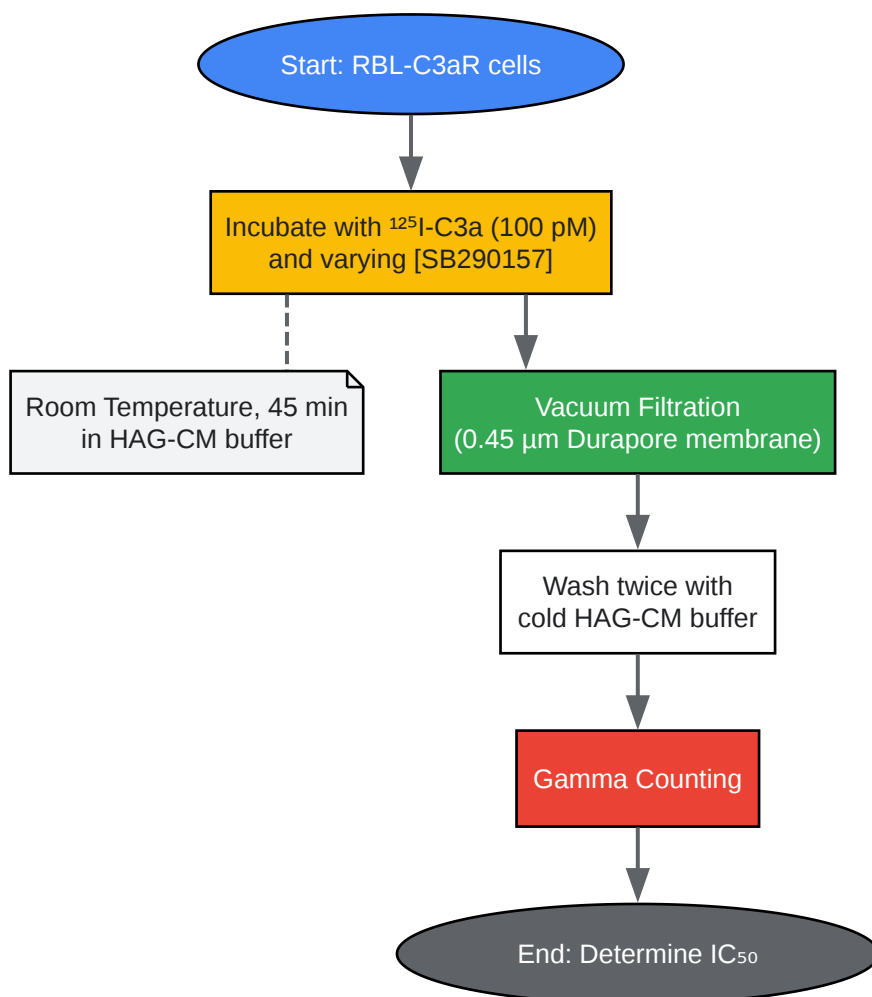 Start: RBL-C3aR cells
Incubate with ¹²⁵I-C3a (100 pM)
and varying [SB290157]
Room Temperature, 45 min
in HAG-CM buffer
Vacuum Filtration
(0.45 µm Durapore membrane)
Wash twice with
cold HAG-CM buffer
Gamma Counting
End: Determine IC₅₀